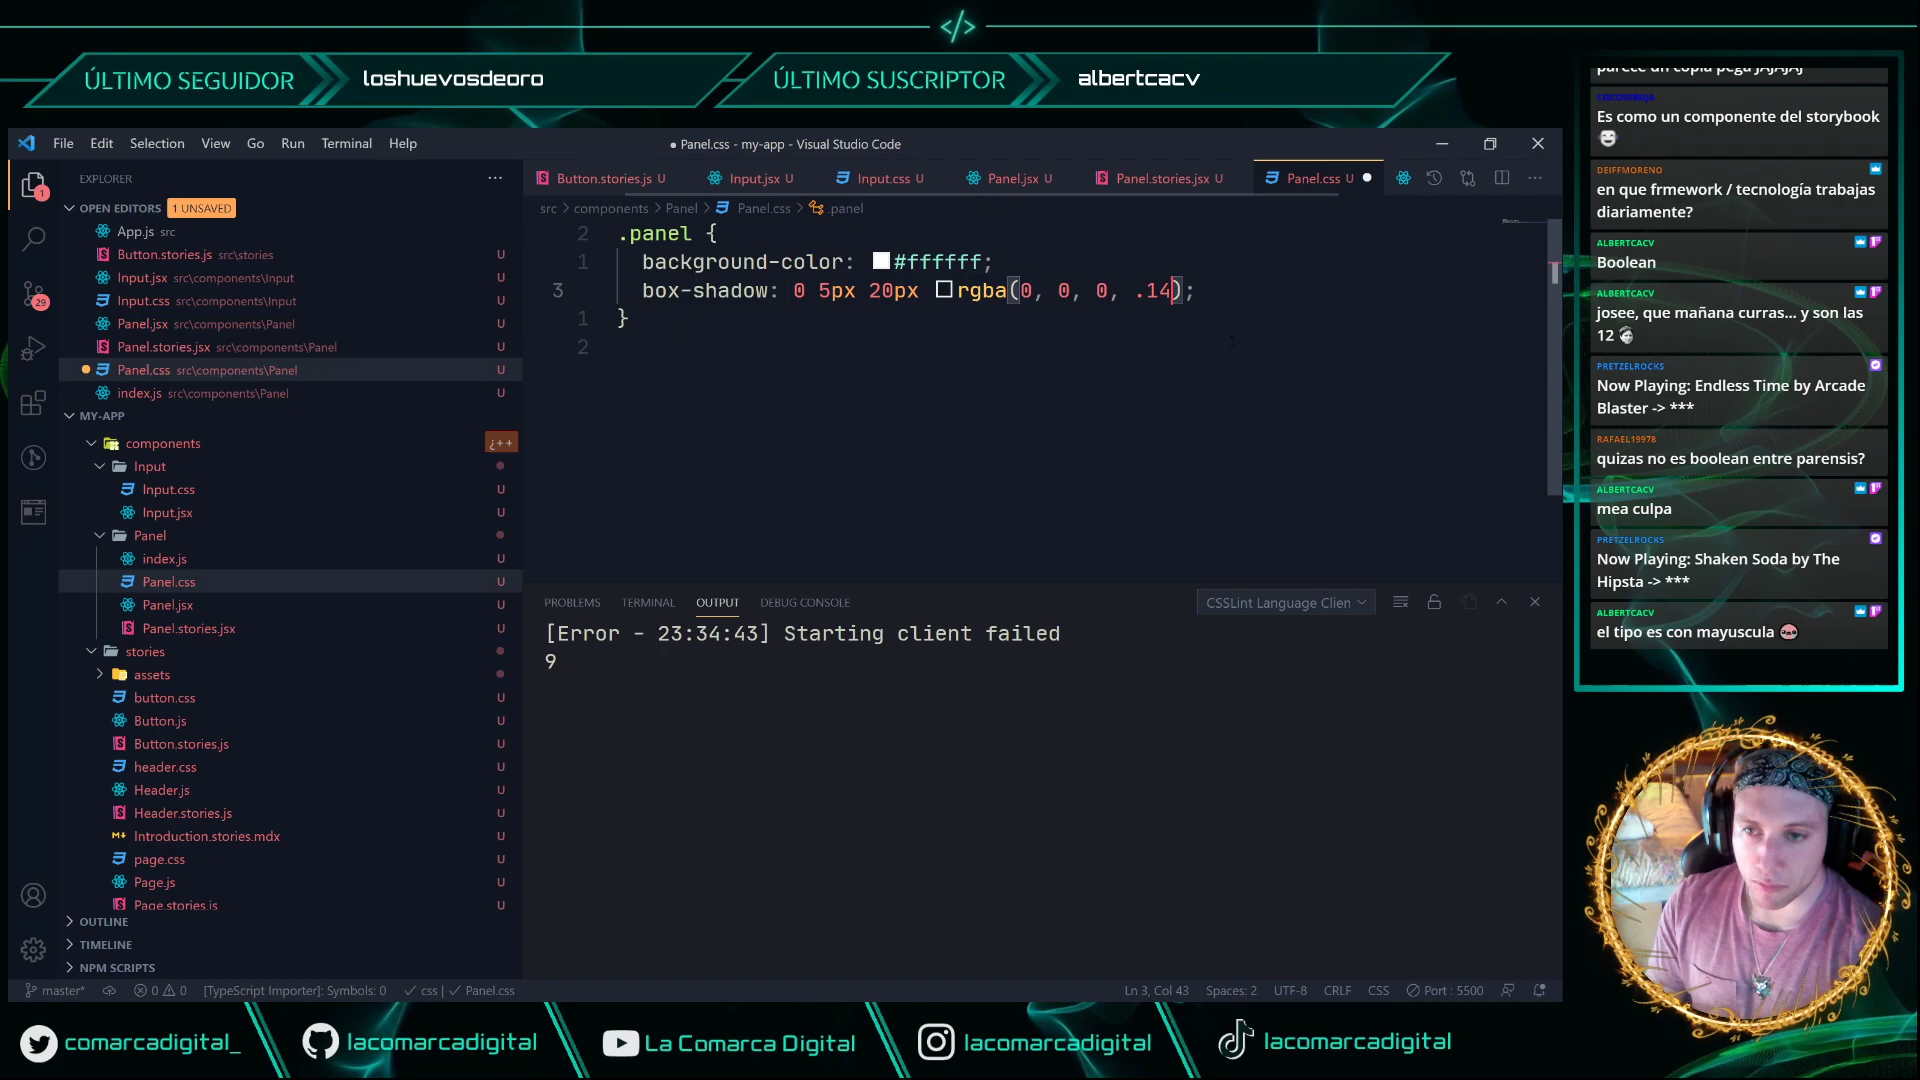 </>
ÚLTIMO SEGUIDOR
loshuevosdeoro
ÚLTIMO SUSCRIPTOR
albertcacv
File Edit Selection View Go Run Terminal Help
● Panel.css - my-app - Visual Studio Code
EXPLORER
OPEN EDITORS 1 UNSAVED
App.js src
Button.stories.js src\stories U
Input.jsx src\components\Input U
Input.css src\components\Input U
Panel.jsx src\components\Panel U
Panel.stories.jsx src\components\Panel U
Panel.css src\components\Panel U
index.js src\components\Panel U
MY-APP
components ¿++
Input
Input.css U
Input.jsx U
Panel
index.js U
Panel.css U
Panel.jsx U
Panel.stories.jsx U
stories
assets
button.css U
Button.js U
Button.stories.js U
header.css U
Header.js U
Header.stories.js U
Introduction.stories.mdx U
page.css U
Page.js U
Page.stories.js U
OUTLINE
TIMELINE
NPM SCRIPTS
1
29
Button.stories.js U Input.jsx U Input.css U Panel.jsx U Panel.stories.jsx U Panel.css U
src > components > Panel > Panel.css > .panel
2 .panel {
1 background-color: #ffffff;
3 box-shadow: 0 5px 20px rgba(0, 0, 0, .14);
1 }
2
PROBLEMS TERMINAL OUTPUT DEBUG CONSOLE
CSSLint Language Clien
[Error - 23:34:43] Starting client failed
9
master* 0 0 [TypeScript Importer]: Symbols: 0 css | Panel.css
Ln 3, Col 43 Spaces: 2 UTF-8 CRLF CSS Port : 5500
parece un copia pega JAJAJAJ
COCODIBUJA
Es como un componente del storybook
DEIFFMORENO
en que frmework / tecnología trabajas
diariamente?
ALBERTCACV
Boolean
ALBERTCACV
josee, que mañana curras... y son las
12
PRETZELROCKS
Now Playing: Endless Time by Arcade
Blaster -> ***
RAFAEL19978
quizas no es boolean entre parensis?
ALBERTCACV
mea culpa
PRETZELROCKS
Now Playing: Shaken Soda by The
Hipsta -> ***
ALBERTCACV
el tipo es con mayuscula
comarcadigital_
lacomarcadigital
La Comarca Digital
lacomarcadigital
lacomarcadigital